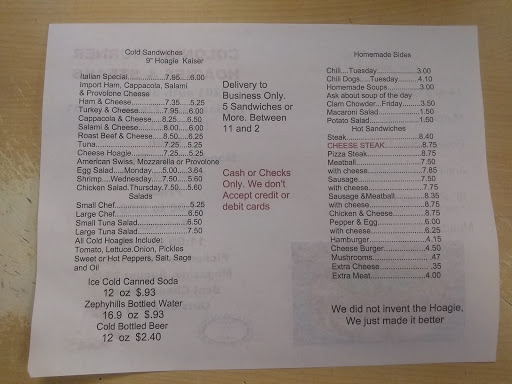 Cold Sandwiches
9" Hoagie Kaiser
Italian Special..................7.95.....6.00
Import Ham, Cappacola, Salami
& Provolone Cheese
Ham & Cheese................7.35.....5.25
Turkey & Cheese............7.95.....6.00
Cappacola & Cheese.....8.25.....6.50
Salami & Cheese............8.00.....6.00
Roast Beef & Cheese.....8.50.....6.25
Tuna................................7.25.....5.25
Cheese Hoagie...............7.25.....5.25
American Swiss, Mozzarella or Provolone
Egg Salad.....Monday......5.00.....3.64
Shrimp.....Wednesday.....7.50.....5.60
Chicken Salad.Thursday.7.50.....5.60
Salads
Small Chef...................................5.25
Large Chef...................................6.50
Small Tuna Salad........................6.50
Large Tuna Salad........................7.50
All Cold Hoagies Include:
Tomato, Lettuce.Onion, Pickles
Sweet or Hot Peppers, Salt, Sage
and Oil
Ice Cold Canned Soda
12 oz $.93
Zephyhills Bottled Water
16.9 oz $.93
Cold Bottled Beer
12 oz $2.40
Delivery to
Business Only.
5 Sandwiches or
More. Between
11 and 2
Cash or Checks
Only. We don't
Accept credit or
debit cards
Homemade Sides
Chili....Tuesday...................3.00
Chili Dogs.....Tuesday..........4.10
Homemade Soups..............3.00
Ask about soup of the day
Clam Chowder...Friday........3.50
Macaroni Salad...................1.50
Potato Salad.......................1.50
Hot Sandwiches
Steak..................................8.40
CHEESE STEAK.................8.75
Pizza Steak........................8.75
Meatball..............................7.50
with cheese........................7.85
Sausage.............................7.50
with cheese........................7.75
Sausage &Meatball............8.35
with cheese........................8.75
Chicken & Cheese..............8.75
Pepper & Egg.....................6.00
with cheese........................6.25
Hamburger..........................4.15
Cheese Burger...................4.50
Mushrooms.........................47
Extra Cheese......................35
Extra Meat..........................4.00
We did not invent the Hoagie,
We just made it better